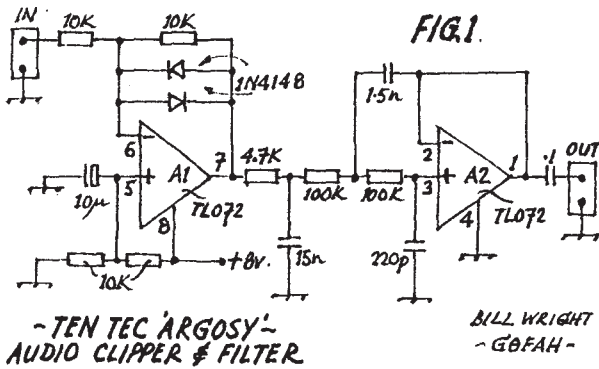 IN
10K
10K
FIG.1.
1N4148
1.5n
6
5
A1
7
8
TL072
10µ
4.7K
100K
100K
2
3
A2
1
4
TL072
.1
OUT
10K
+8v.
15n
220p
~TEN TEC 'ARGOSY'~
AUDIO CLIPPER & FILTER
BILL WRIGHT
-G0FAH-